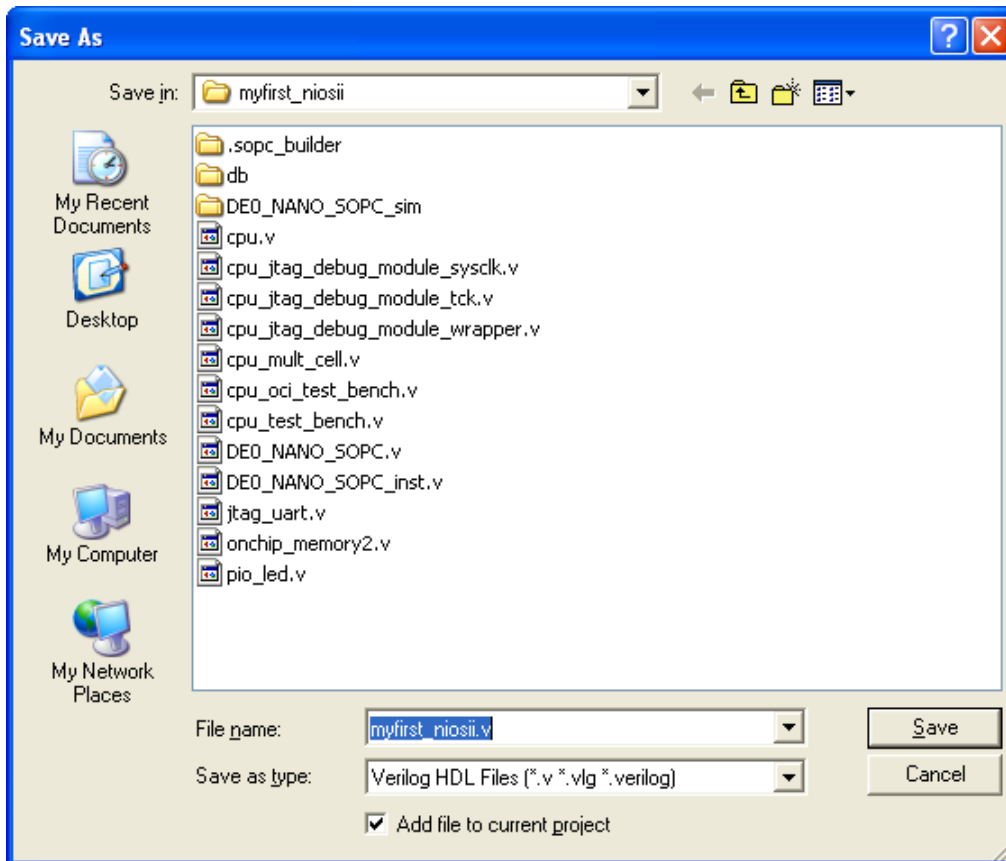 Save As
Save in:
myfirst_niosii
My Recent
Documents
Desktop
My Documents
My Computer
My Network
Places
.sopc_builder
db
DE0_NANO_SOPC_sim
cpu.v
cpu_jtag_debug_module_sysclk.v
cpu_jtag_debug_module_tck.v
cpu_jtag_debug_module_wrapper.v
cpu_mult_cell.v
cpu_oci_test_bench.v
cpu_test_bench.v
DE0_NANO_SOPC.v
DE0_NANO_SOPC_inst.v
jtag_uart.v
onchip_memory2.v
pio_led.v
File name:
myfirst_niosii.v
Save
Save as type:
Verilog HDL Files (*.v *.vlg *.verilog)
Cancel
Add file to current project